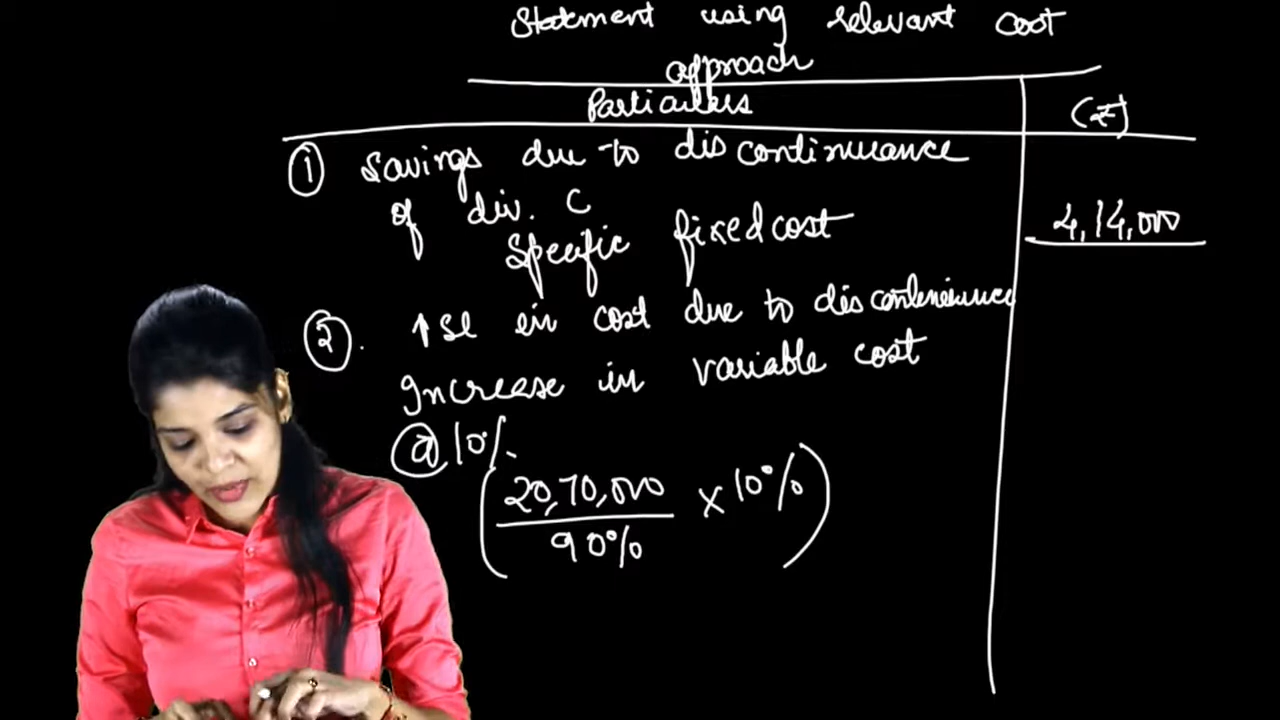 Statement using relevant cost
approach
Particulars (₹)
① Savings due to discontinuance
of div. C
Specific fixed cost 4,14,000
② ↑se in cost due to discontinuance
Increase in variable cost
@ 10%
(20,70,000 / 90% × 10%)